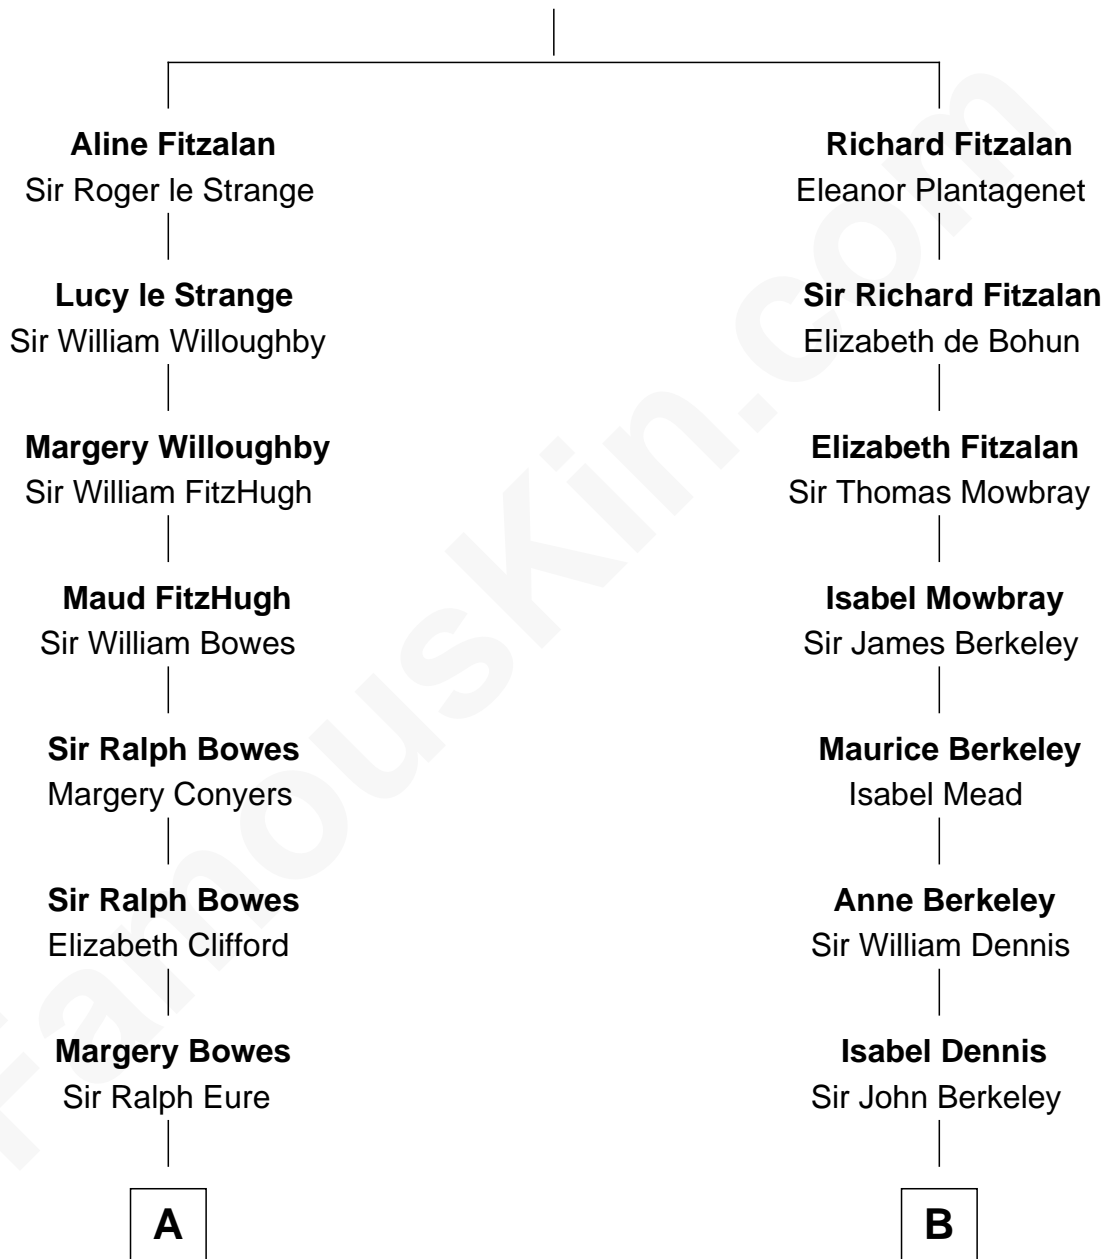 Aline Fitzalan
Sir Roger le Strange
Lucy le Strange
Sir William Willoughby
Margery Willoughby
Sir William FitzHugh
Maud FitzHugh
Sir William Bowes
Sir Ralph Bowes
Margery Conyers
Sir Ralph Bowes
Elizabeth Clifford
Margery Bowes
Sir Ralph Eure
A
Richard Fitzalan
Eleanor Plantagenet
Sir Richard Fitzalan
Elizabeth de Bohun
Elizabeth Fitzalan
Sir Thomas Mowbray
Isabel Mowbray
Sir James Berkeley
Maurice Berkeley
Isabel Mead
Anne Berkeley
Sir William Dennis
Isabel Dennis
Sir John Berkeley
B
FamousKin.com